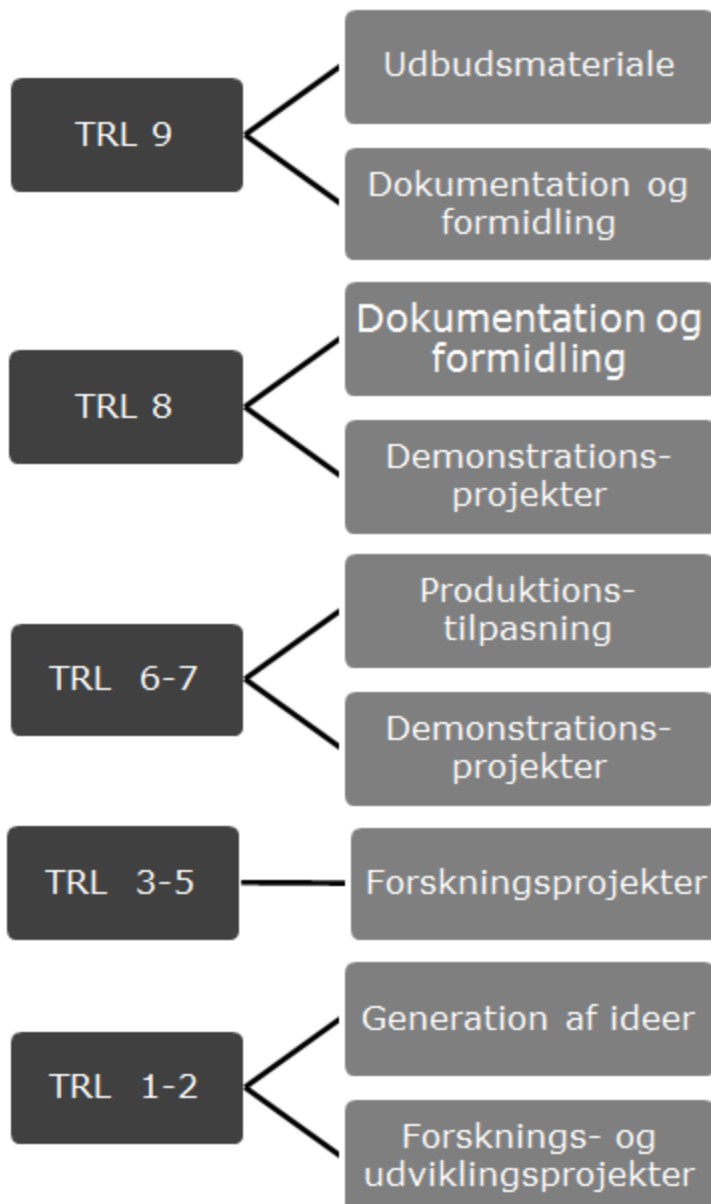 TRL 9
Udbudsmateriale
Dokumentation og
formidling
TRL 8
Dokumentation og
formidling
Demonstrations-
projekter
TRL 6-7
Produktions-
tilpasning
Demonstrations-
projekter
TRL 3-5
Forskningsprojekter
TRL 1-2
Generation af ideer
Forsknings- og
udviklingsprojekter